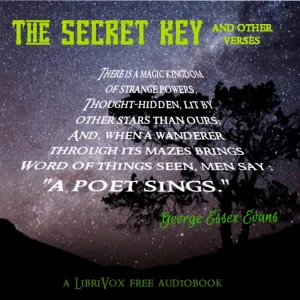 THE SECRET KEY AND OTHER
VERSES
THERE IS A MAGIC KINGDOM
OF STRANGE POWERS,
THOUGHT-HIDDEN, LIT BY
OTHER STARS THAN OURS;
AND, WHEN A WANDERER
THROUGH ITS MAZES BRINGS
WORD OF THINGS SEEN, MEN SAY :
"A POET SINGS."
George Essex Evans
A LIBRIVOX FREE AUDIOBOOK